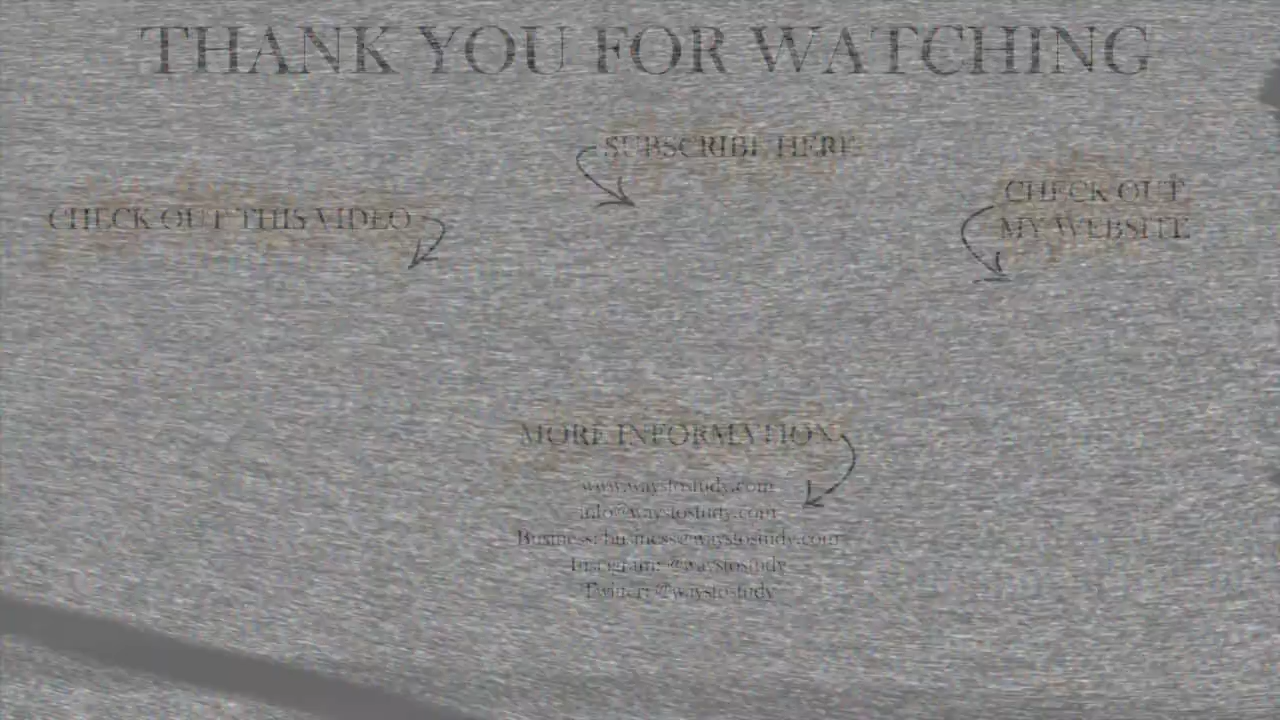 THANK YOU FOR WATCHING
SUBSCRIBE HERE
CHECK OUT THIS VIDEO
CHECK OUT
MY WEBSITE
MORE INFORMATION
www.waystostudy.com
info@waystostudy.com
Business: business@waystostudy.com
Instagram: @waystostudy
Twitter: @waystostudy